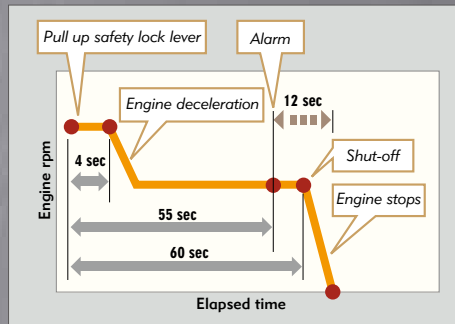 Pull up safety lock lever
Alarm
Engine deceleration
12 sec
4 sec
Shut-off
Engine stops
55 sec
60 sec
Engine rpm
Elapsed time